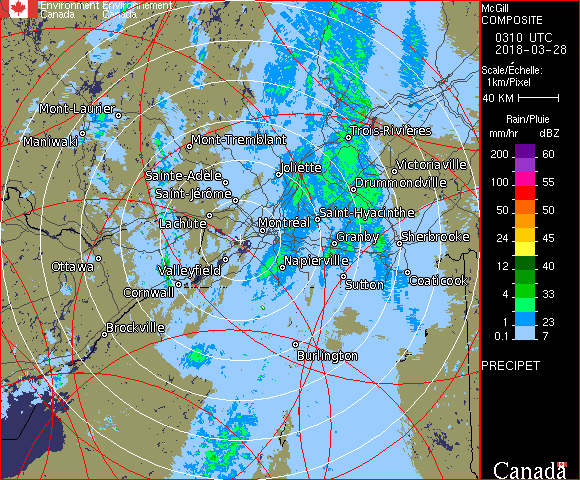 Environment Environnement
Canada Canada
McGill
COMPOSITE
0310 UTC
2018-03-28
Scale/Échelle:
1km/Pixel
40 KM
Rain/Pluie
mm/hr dBZ
200 60
100 55
50 50
24 45
12 40
4 33
1 23
0.1 7
PRECIPET
Canada
Mont-Laurier
Maniwaki
Mont-Tremblant
Trois-Rivières
Joliette
Victoriaville
Sainte-Adèle
Drummondville
Saint-Jérôme
Saint-Hyacinthe
Lachute
Montréal
Granby
Sherbrooke
Ottawa
Valleyfield
Napierville
Coaticook
Sutton
Cornwall
Brockville
Burlington